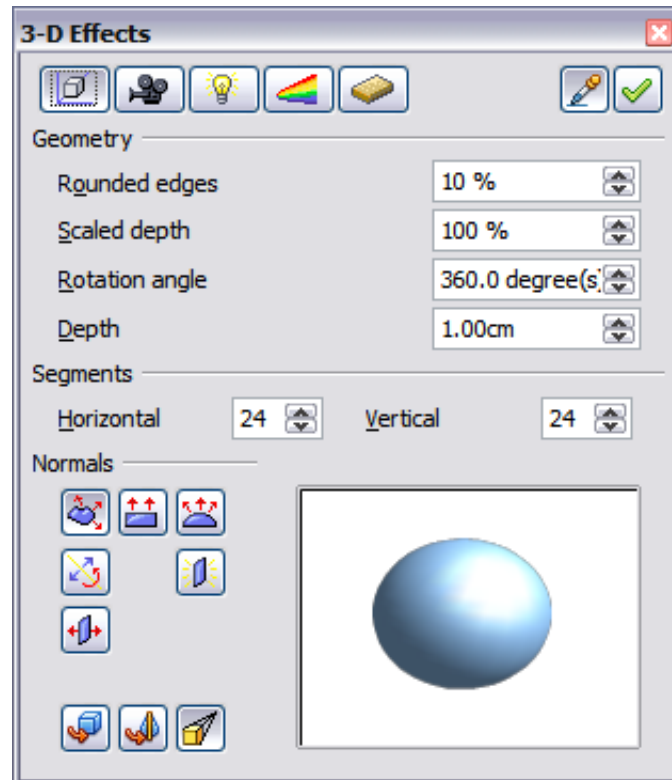 3-D Effects
Geometry
Rounded edges 10 %
Scaled depth 100 %
Rotation angle 360.0 degree(s)
Depth 1.00cm
Segments
Horizontal 24 Vertical 24
Normals